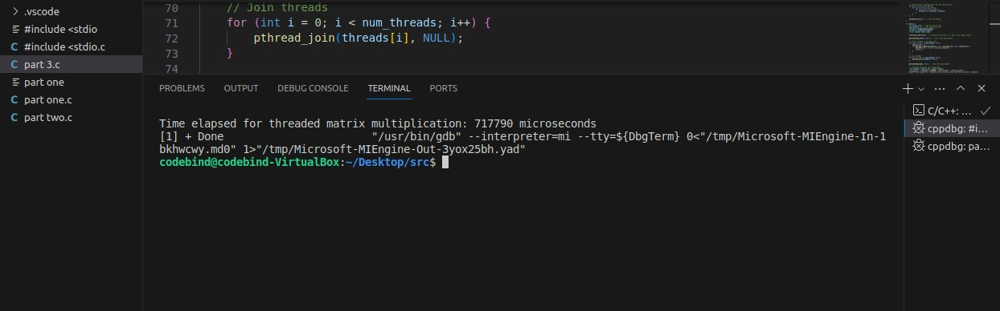 .vscode
#include <stdio
C #include <stdio.c
C part 3.c
part one
C part one.c
C part two.c
70 // Join threads
71 for (int i = 0; i < num_threads; i++) {
72 pthread_join(threads[i], NULL);
73 }
74
PROBLEMS OUTPUT DEBUG CONSOLE TERMINAL PORTS
Time elapsed for threaded matrix multiplication: 717790 microseconds
[1] + Done "/usr/bin/gdb" --interpreter=mi --tty=${DbgTerm} 0<"/tmp/Microsoft-MIEngine-In-1
bkhwcwy.md0" 1>"/tmp/Microsoft-MIEngine-Out-3yox25bh.yad"
codebind@codebind-VirtualBox:~/Desktop/src$
C/C++: ...
cppdbg: #i...
cppdbg: pa...